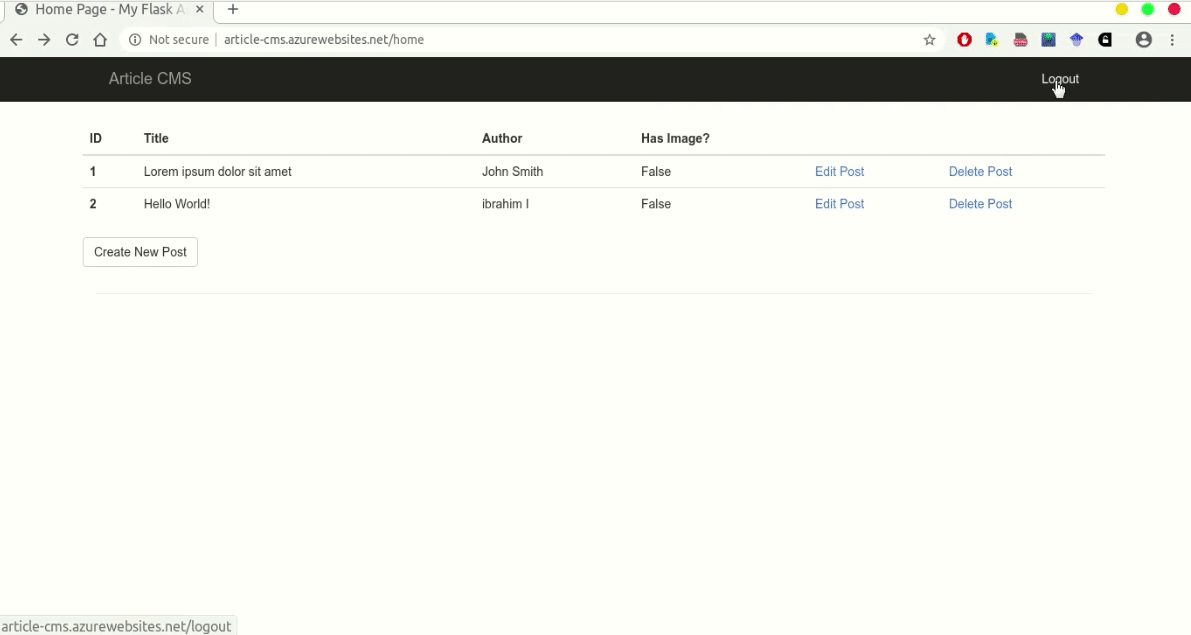 Home Page - My Flask A
Not secure | article-cms.azurewebsites.net/home
Article CMS
Logout
ID Title Author Has Image?
1 Lorem ipsum dolor sit amet John Smith False Edit Post Delete Post
2 Hello World! ibrahim I False Edit Post Delete Post
Create New Post
article-cms.azurewebsites.net/logout